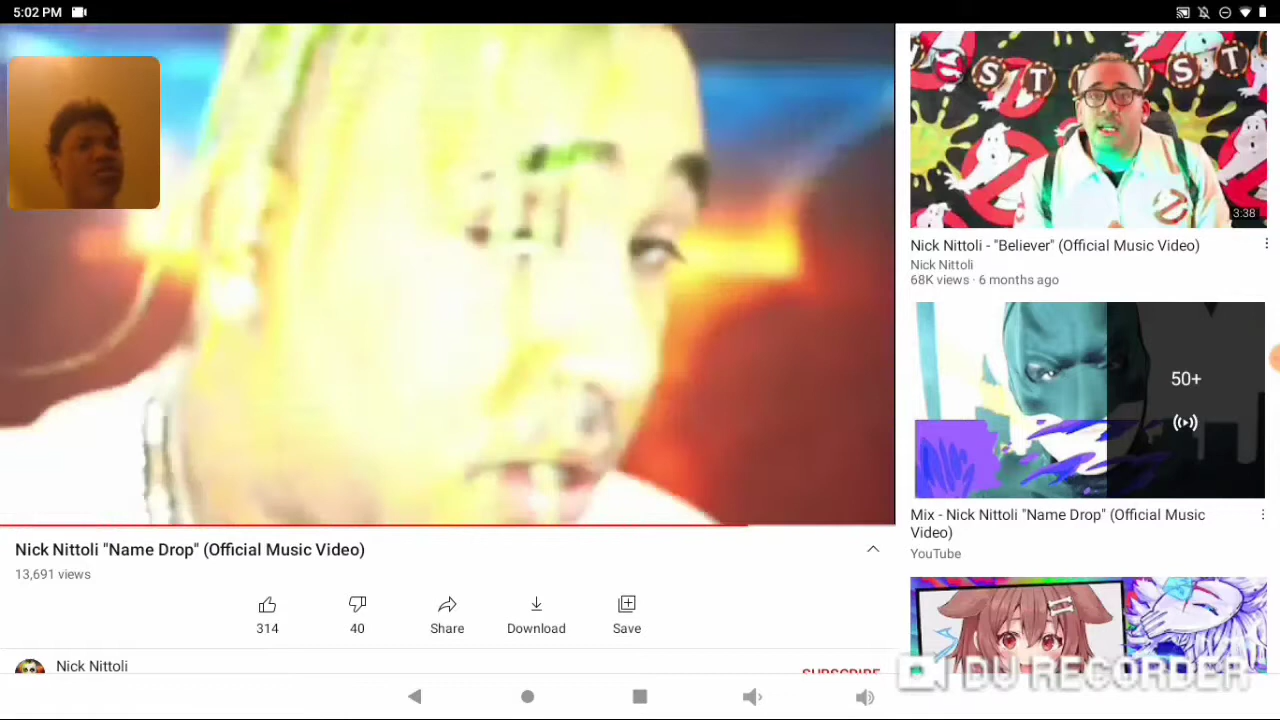 5:02 PM
ST IST
3:38
Nick Nittoli - "Believer" (Official Music Video)
Nick Nittoli
68K views · 6 months ago
50+
Mix - Nick Nittoli "Name Drop" (Official Music
Video)
YouTube
Nick Nittoli "Name Drop" (Official Music Video)
13,691 views
314
40
Share
Download
Save
Nick Nittoli
SUBSCRIBE
DU RECORDER